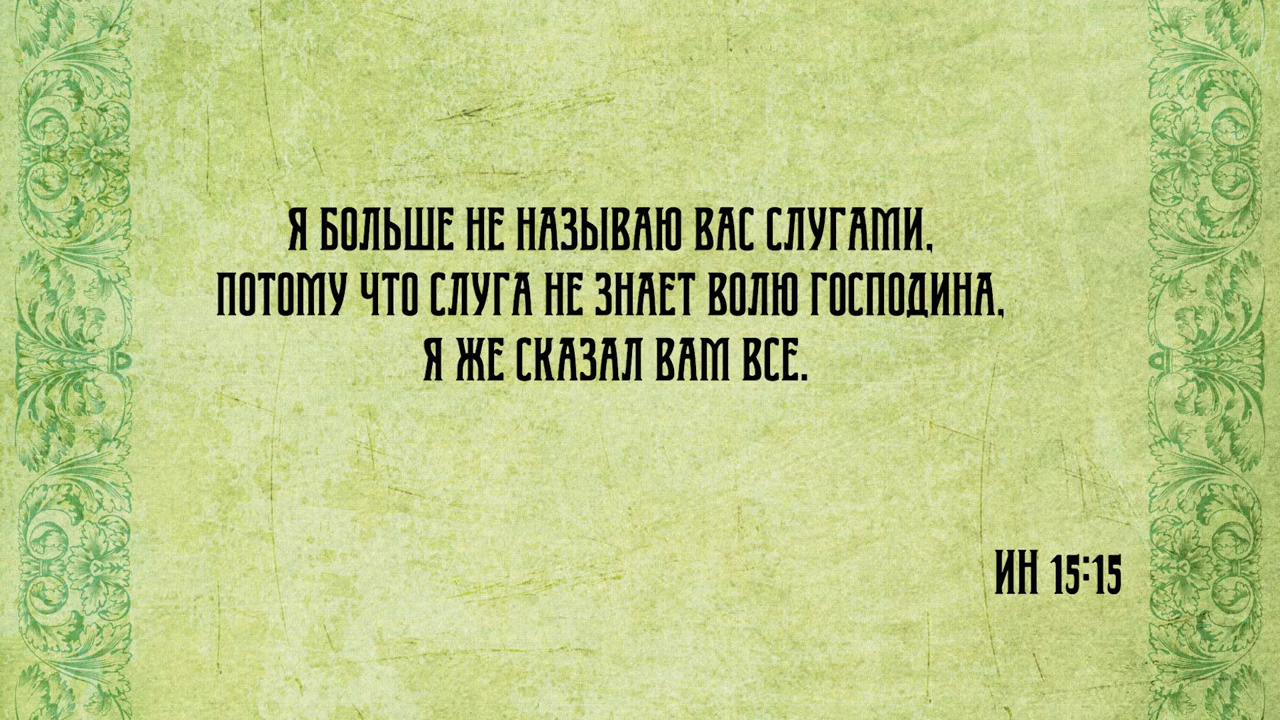 Я БОЛЬШЕ НЕ НАЗЫВАЮ ВАС СЛУГАМИ,
ПОТОМУ ЧТО СЛУГА НЕ ЗНАЕТ ВОЛЮ ГОСПОДИНА,
Я ЖЕ СКАЗАЛ ВАМ ВСЕ.
ИН 15:15